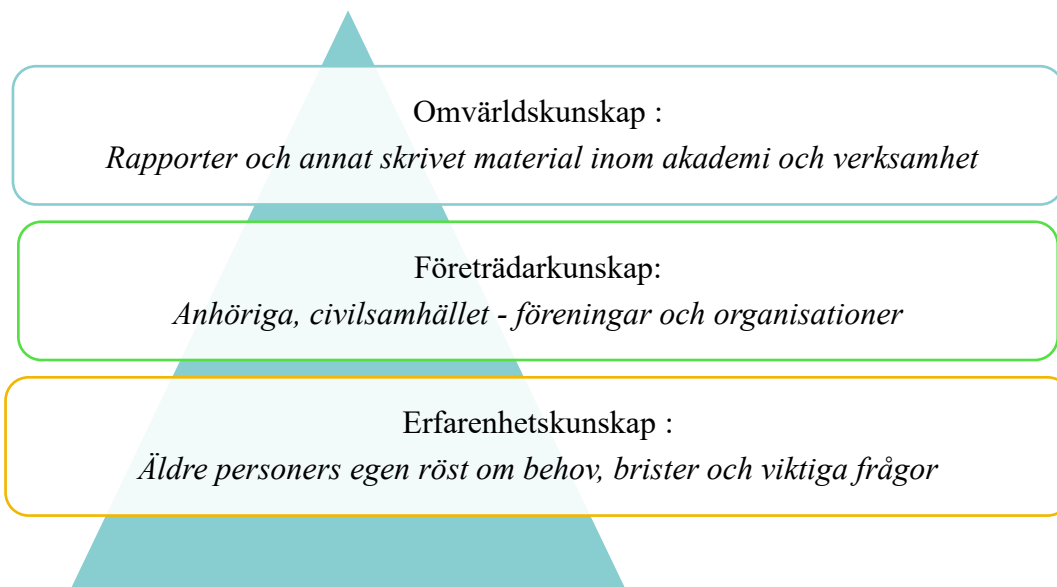 Omvärldskunskap :
Rapporter och annat skrivet material inom akademi och verksamhet
Företrädarkunskap:
Anhöriga, civilsamhället - föreningar och organisationer
Erfarenhetskunskap :
Äldre personers egen röst om behov, brister och viktiga frågor